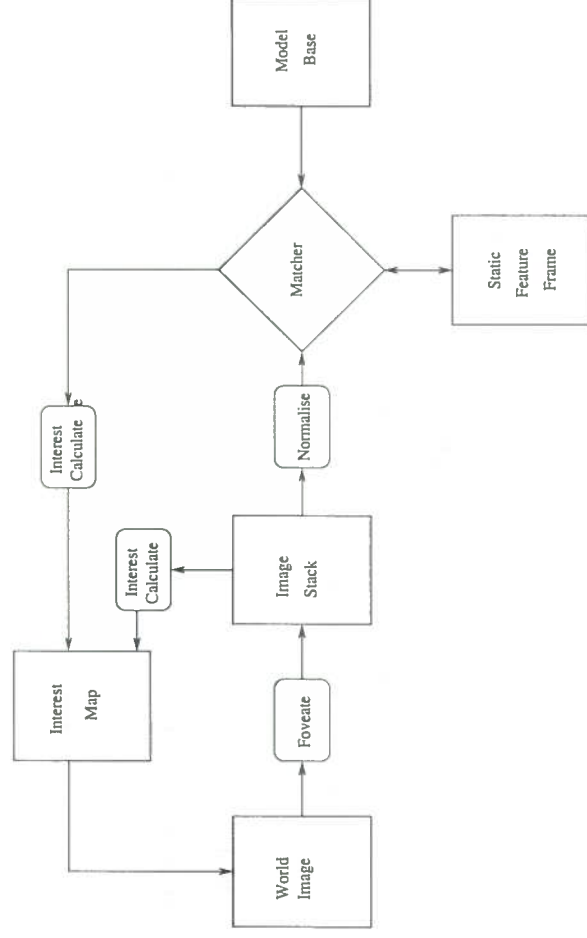 Interest
Map
Interest
Calculate
e
Interest
Calculate
World
Image
Foveate
Image
Stack
Normalise
Matcher
Model
Base
Static
Feature
Frame